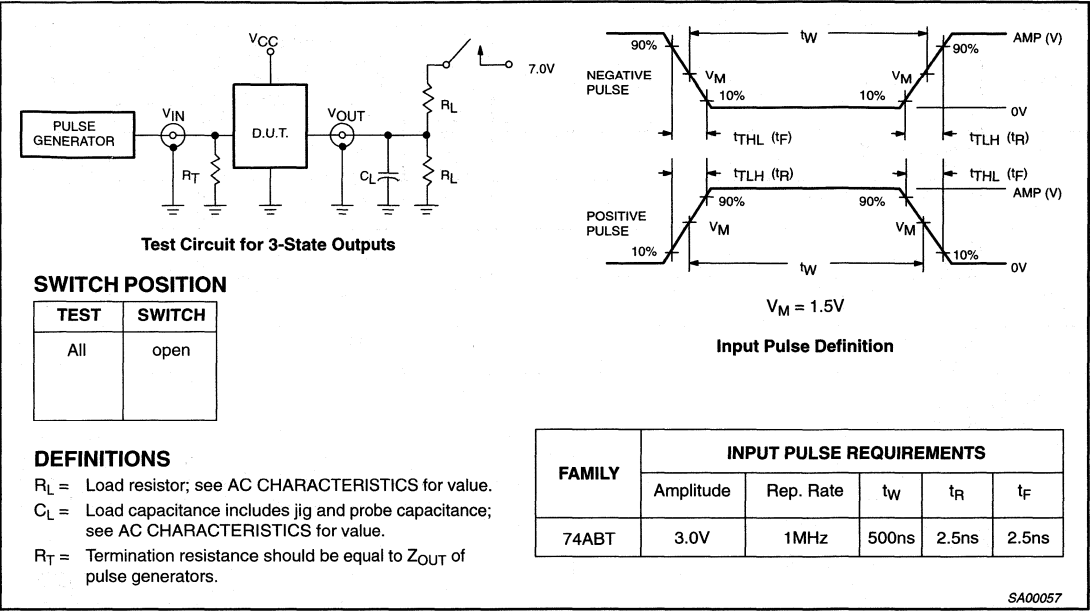 VCC
7.0V
RL
PULSE
GENERATOR
VIN
D.U.T.
VOUT
RT
CL
RL
Test Circuit for 3-State Outputs
SWITCH POSITION
TEST SWITCH
All open
DEFINITIONS
RL = Load resistor; see AC CHARACTERISTICS for value.
CL = Load capacitance includes jig and probe capacitance;
see AC CHARACTERISTICS for value.
RT = Termination resistance should be equal to ZOUT of
pulse generators.
90% tW 90% AMP (V)
NEGATIVE
PULSE
VM VM
10% 10% 0V
tTHL (tF) tTLH (tR)
tTLH (tR) tTHL (tF)
AMP (V)
90% 90%
POSITIVE
PULSE
VM VM
10% 10%
tW 0V
VM = 1.5V
Input Pulse Definition
FAMILY INPUT PULSE REQUIREMENTS
Amplitude Rep. Rate tW tR tF
74ABT 3.0V 1MHz 500ns 2.5ns 2.5ns
SA00057